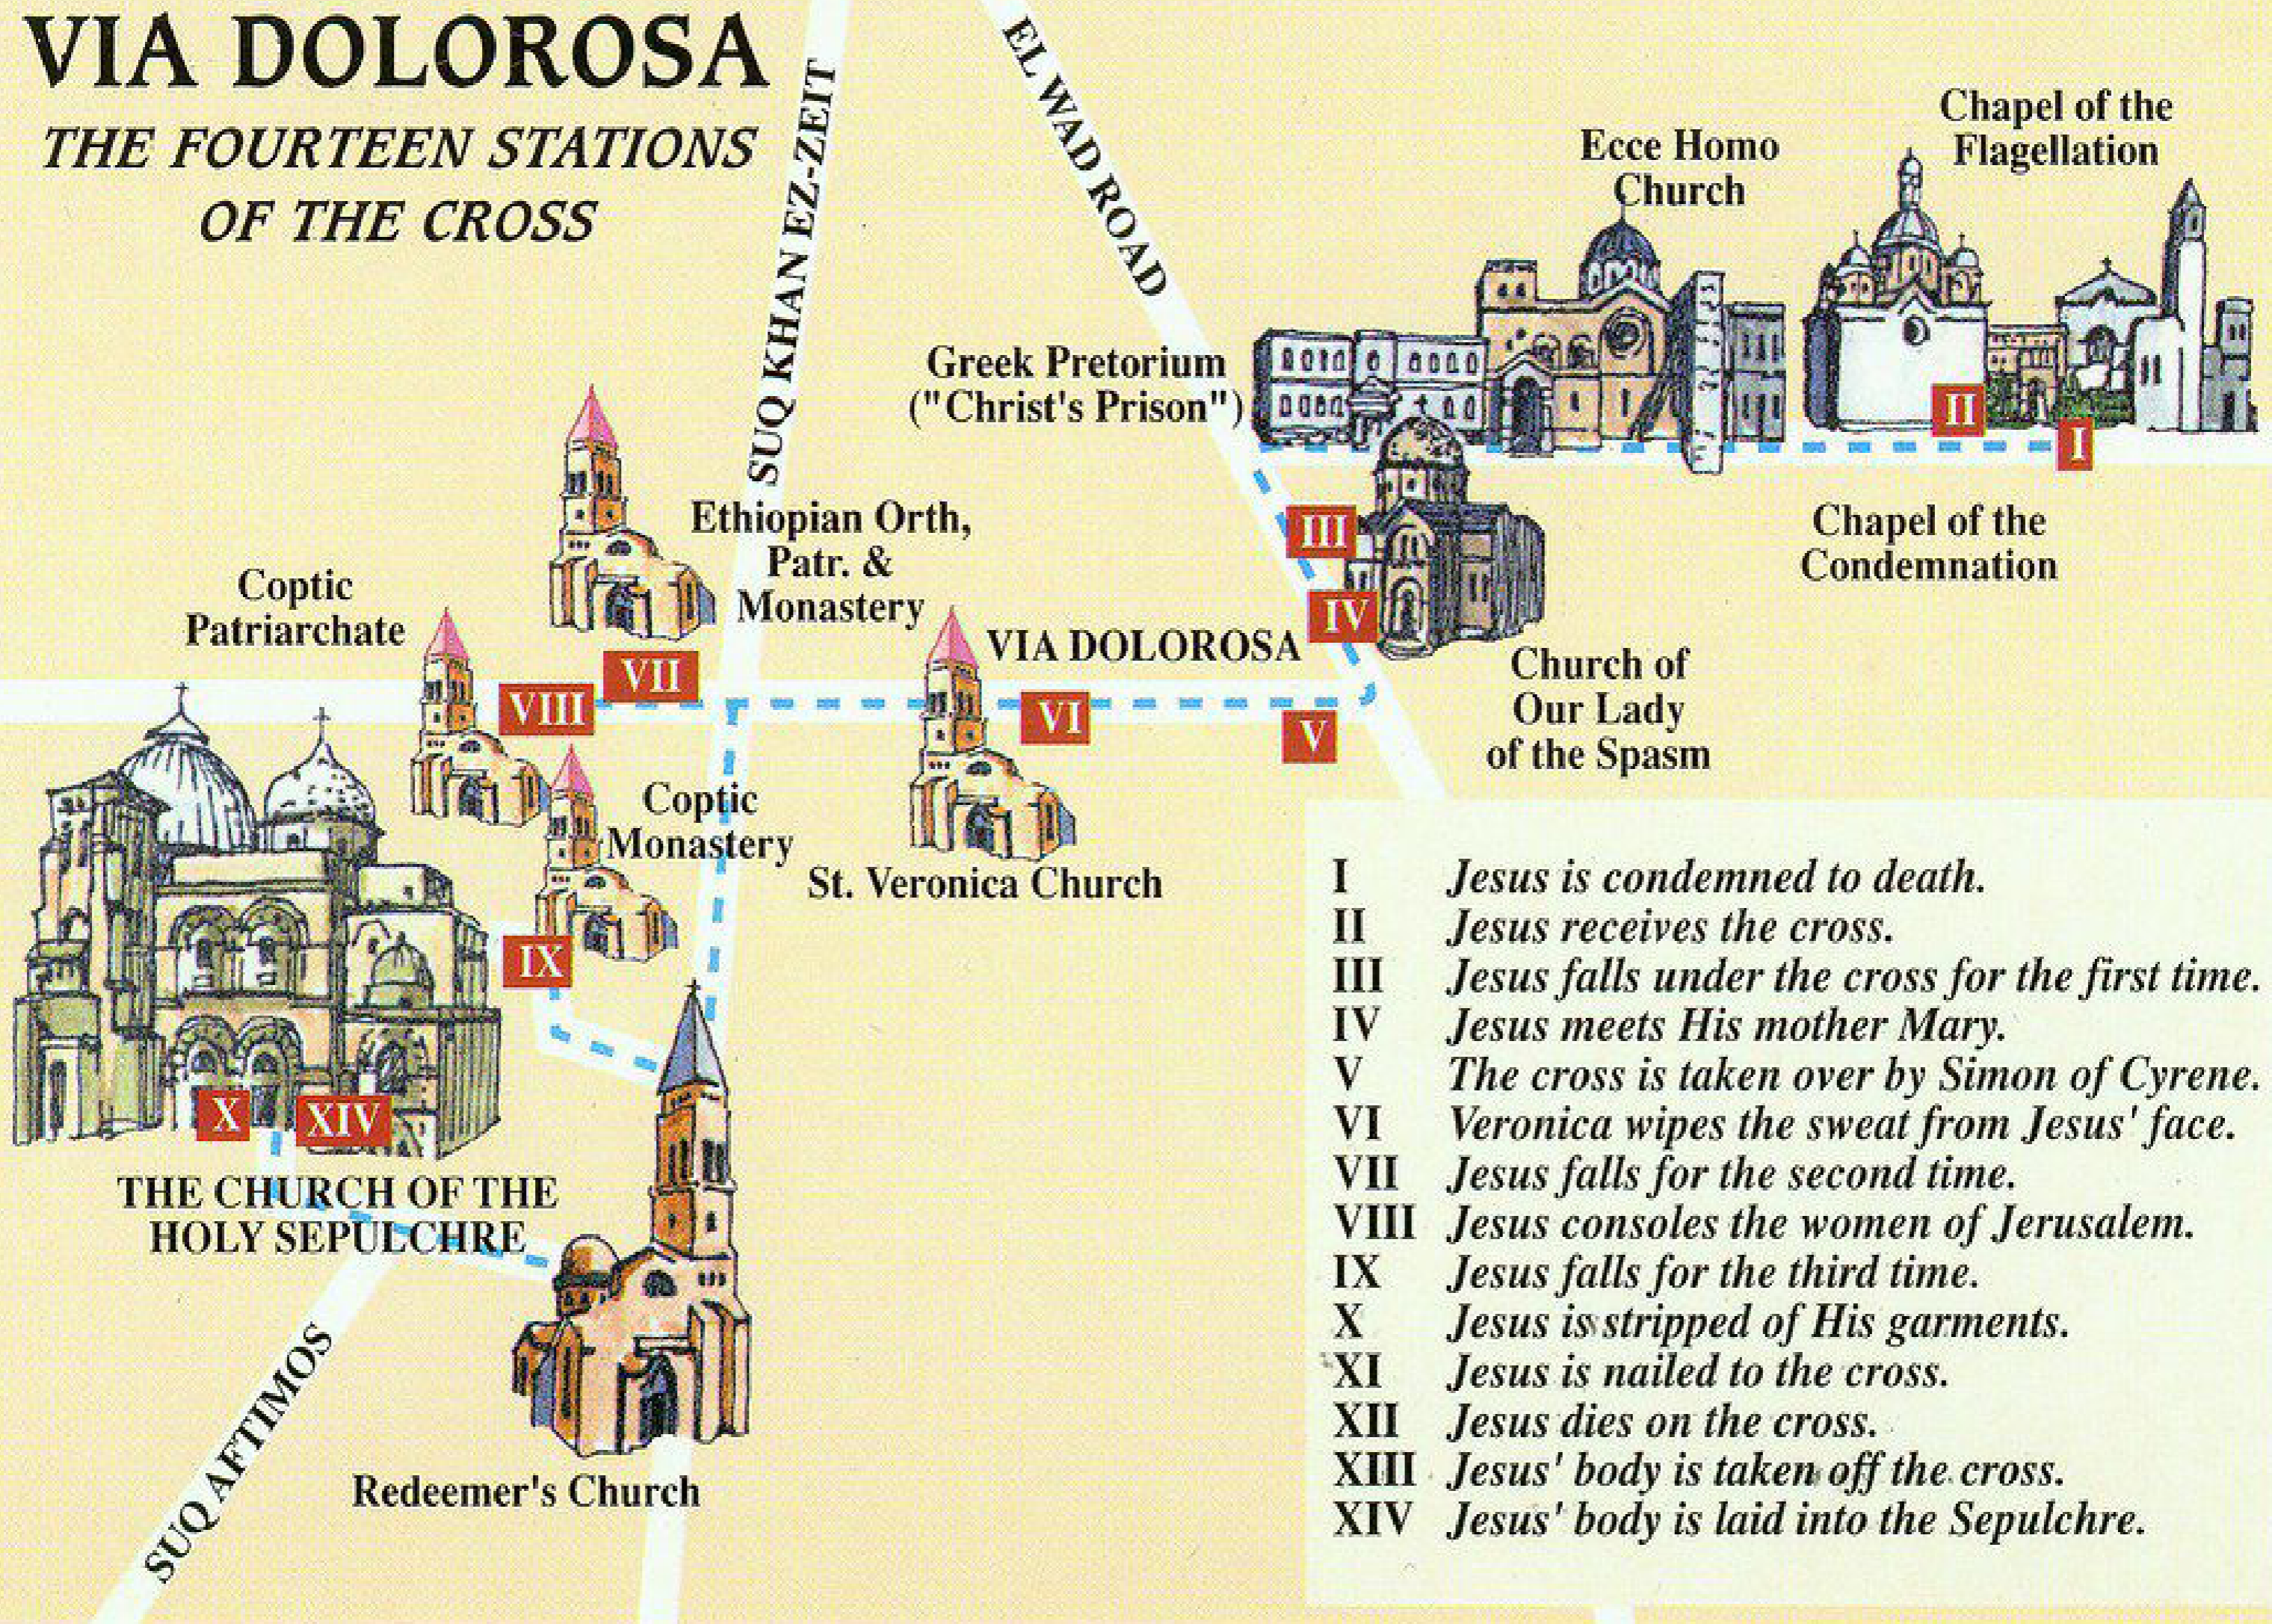 VIA DOLOROSA
THE FOURTEEN STATIONS
OF THE CROSS
SUQ KHAN EZ-ZEIT
EL WAD ROAD
Chapel of the
Flagellation
Ecce Homo
Church
Greek Pretorium
("Christ's Prison")
II
I
Chapel of the
Condemnation
III
IV
Ethiopian Orth,
Patr. &
Monastery
Coptic
Patriarchate
VIA DOLOROSA
Church of
Our Lady
of the Spasm
VII
VIII
VI
V
Coptic
Monastery
St. Veronica Church
IX
X
XIV
THE CHURCH OF THE
HOLY SEPULCHRE
SUQ AFTIMOS
Redeemer's Church
I Jesus is condemned to death.
II Jesus receives the cross.
III Jesus falls under the cross for the first time.
IV Jesus meets His mother Mary.
V The cross is taken over by Simon of Cyrene.
VI Veronica wipes the sweat from Jesus' face.
VII Jesus falls for the second time.
VIII Jesus consoles the women of Jerusalem.
IX Jesus falls for the third time.
X Jesus is stripped of His garments.
XI Jesus is nailed to the cross.
XII Jesus dies on the cross.
XIII Jesus' body is taken off the cross.
XIV Jesus' body is laid into the Sepulchre.